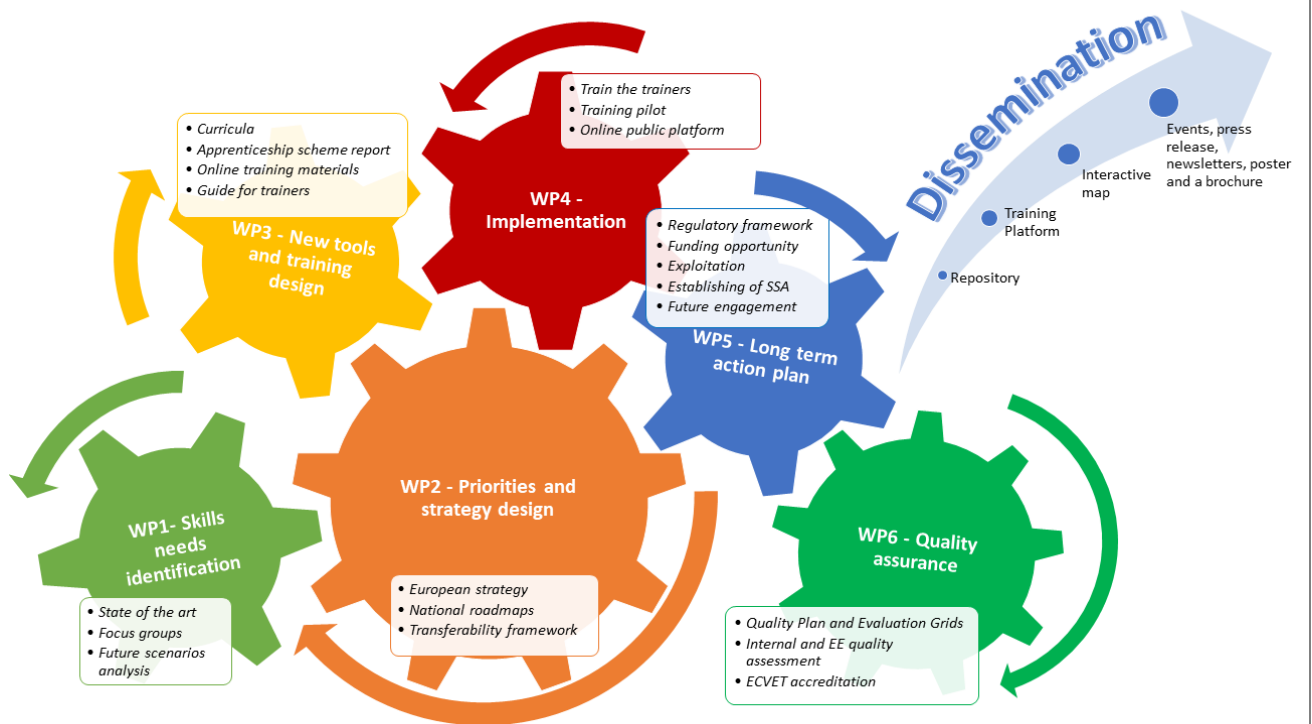 • Curricula
• Apprenticeship scheme report
• Online training materials
• Guide for trainers
WP3 - New tools
and training
design
• Train the trainers
• Training pilot
• Online public platform
WP4 -
Implementation
• Regulatory framework
• Funding opportunity
• Exploitation
• Establishing of SSA
• Future engagement
WP5 - Long term
action plan
Dissemination
Events, press
release,
newsletters, poster
and a brochure
Interactive
map
Training
Platform
Repository
WP1- Skills
needs
identification
• State of the art
• Focus groups
• Future scenarios
analysis
WP2 - Priorities and
strategy design
• European strategy
• National roadmaps
• Transferability framework
WP6 - Quality
assurance
• Quality Plan and Evaluation Grids
• Internal and EE quality
assessment
• ECVET accreditation